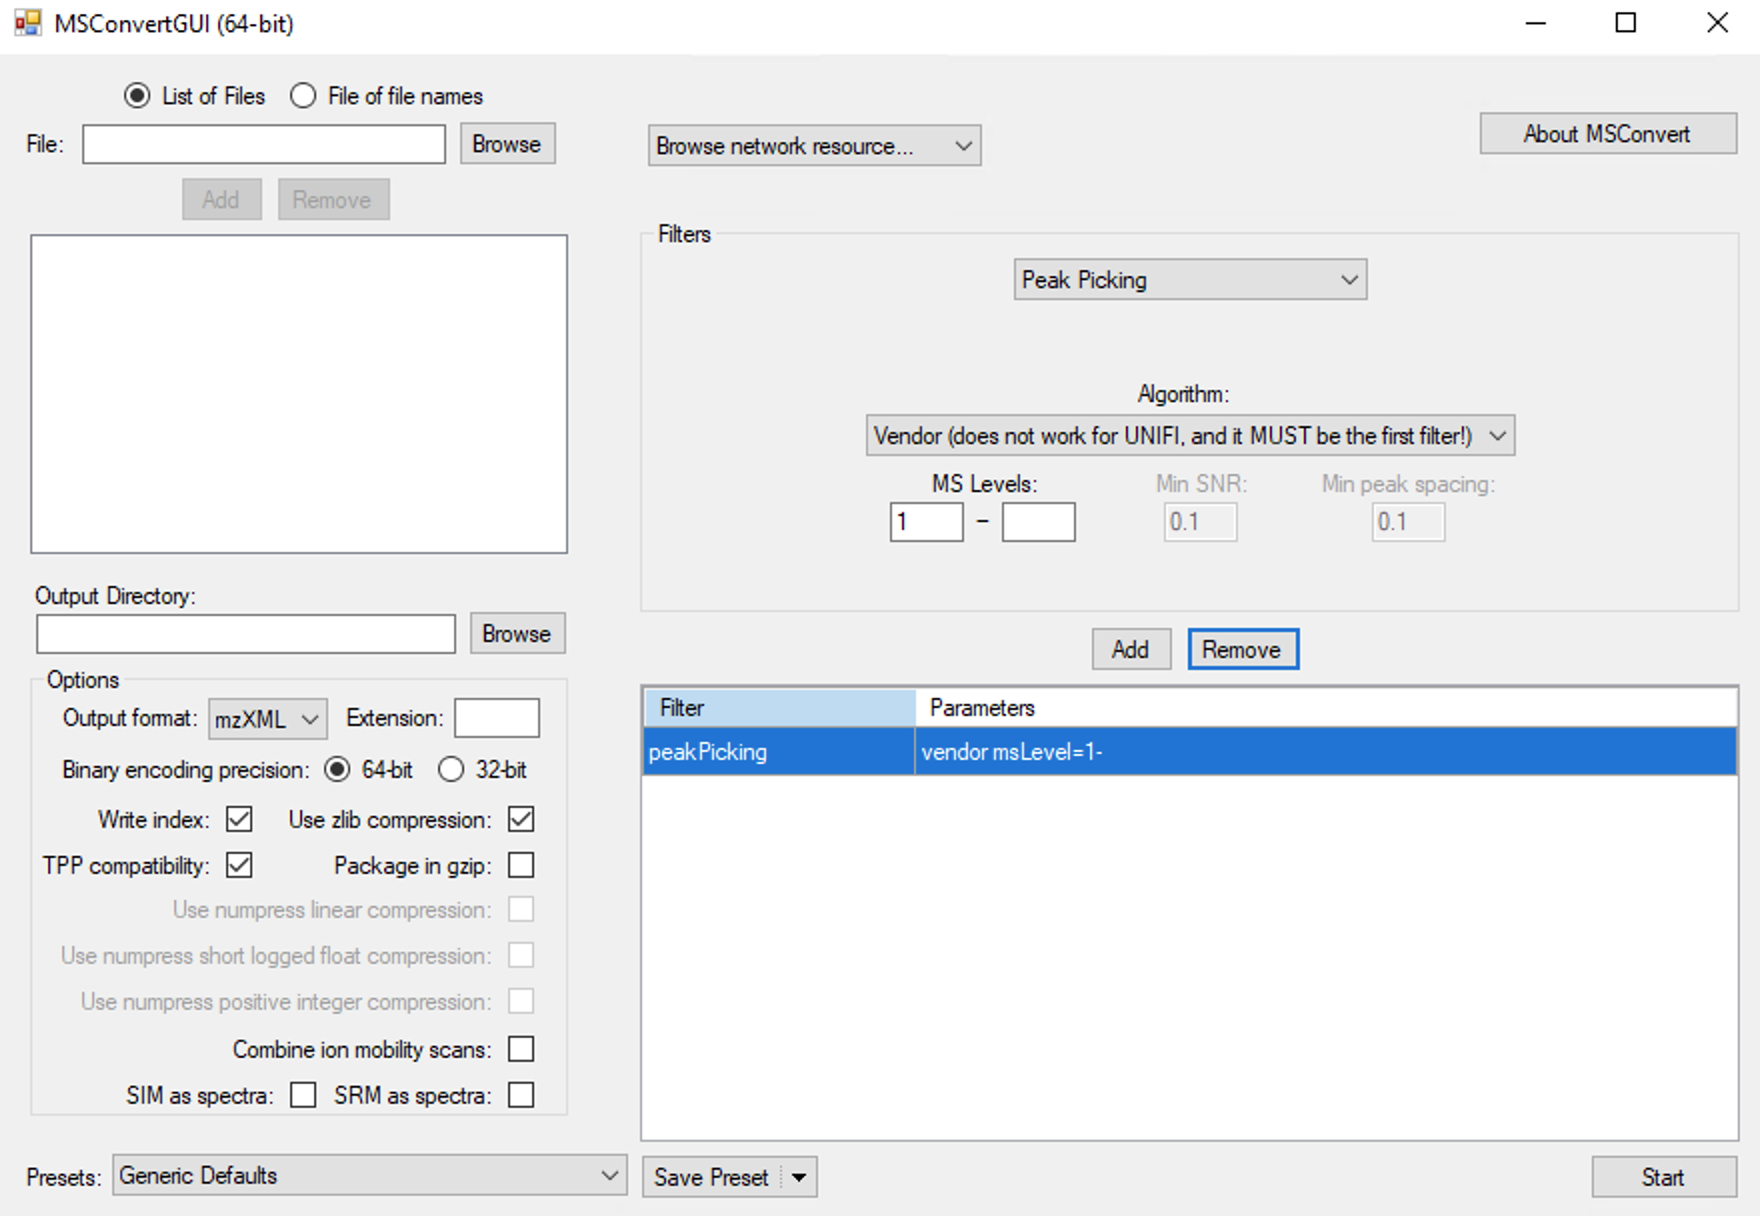 MSConvertGUI (64-bit)
List of Files
File of file names
File:
Browse
Browse network resource...
About MSConvert
Add
Remove
Filters
Peak Picking
Algorithm:
Vendor (does not work for UNIFI, and it MUST be the first filter!)
MS Levels:
Min SNR:
Min peak spacing:
1
-
0.1
0.1
Output Directory:
Browse
Add
Remove
Options
Output format:
mzXML
Extension:
Binary encoding precision:
64-bit
32-bit
Write index:
Use zlib compression:
TPP compatibility:
Package in gzip:
Use numpress linear compression:
Use numpress short logged float compression:
Use numpress positive integer compression:
Combine ion mobility scans:
SIM as spectra:
SRM as spectra:
Filter
Parameters
peakPicking
vendor msLevel=1-
Presets:
Generic Defaults
Save Preset
Start